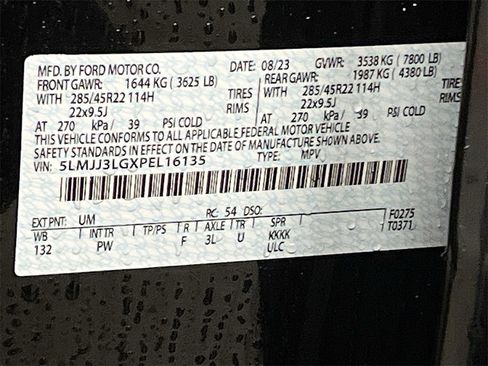 MFD. BY FORD MOTOR CO. DATE: 08/23 GVWR: 3538 KG ( 7800 LB)
FRONT GAWR: 1644 KG ( 3625 LB) REAR GAWR: 1987 KG ( 4380 LB)
WITH 285/45R22 114H TIRES WITH 285/45R22 114H TIRES
22x9.5J RIMS 22x9.5J RIMS
AT 270 kPa/ 39 PSI COLD AT 270 kPa/ 39 PSI COLD
THIS VEHICLE CONFORMS TO ALL APPLICABLE FEDERAL MOTOR VEHICLE
SAFETY STANDARDS IN EFFECT ON THE DATE OF MANUFACTURE SHOWN ABOVE.
VIN: 5LMJJ3LGXPEL16135 TYPE: MPV
EXT PNT: UM RC: 54 DSO: F0275
WB INT TR TP/PS R AXLE TR SPR T0371
132 PW F 3L U KKKK
ULC